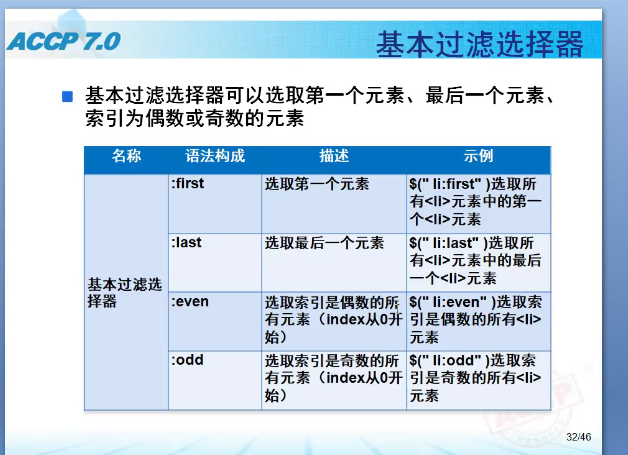 ACCP 7.0
基本过滤选择器
基本过滤选择器可以选取第一个元素、最后一个元素、
索引为偶数或奇数的元素
名称 语法构成 描述 示例
基本过滤选
择器
:first 选取第一个元素 $(" li:first" )选取所
有<li>元素中的第一
个<li>元素
:last 选取最后一个元素 $(" li:last" )选取所
有<li>元素中的最后
一个<li>元素
:even 选取索引是偶数的所 $(" li:even" )选取索
有元素（index从0开 引是偶数的所有<li>
始） 元素
:odd 选取索引是奇数的所 $(" li:odd" )选取索
有元素（index从0开 引是奇数的所有<li>
始） 元素
ACCP
32/46